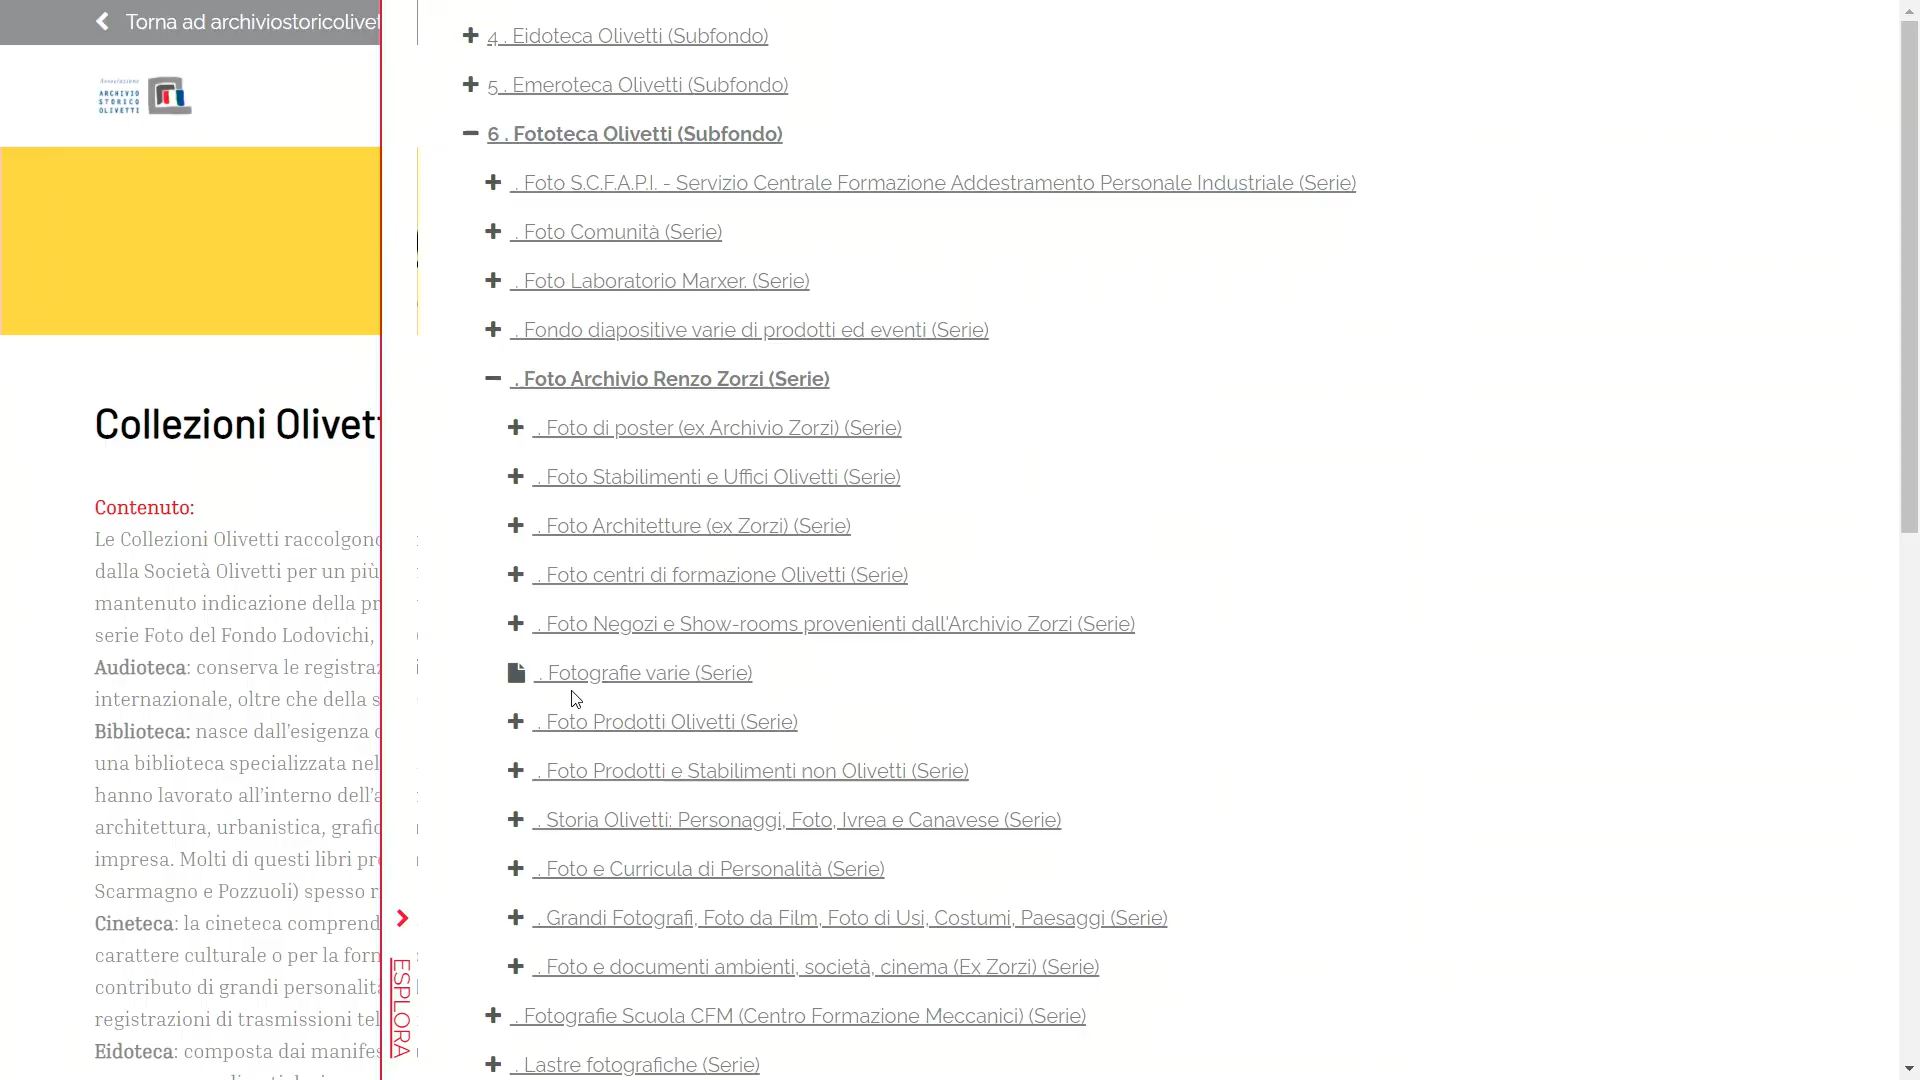 Torna ad archiviostoricolivet
Associazione
ARCHIVIO
STORICO
OLIVETTI
Collezioni Olivett
Contenuto:
Le Collezioni Olivetti raccolgono
dalla Società Olivetti per un più
mantenuto indicazione della pr
serie Foto del Fondo Lodovichi,
Audioteca: conserva le registraz
internazionale, oltre che della s
Biblioteca: nasce dall'esigenza
una biblioteca specializzata nel
hanno lavorato all'interno dell'a
architettura, urbanistica, grafic
impresa. Molti di questi libri pr
Scarmagno e Pozzuoli) spesso r
Cineteca: la cineteca comprend
carattere culturale o per la forn
contributo di grandi personalita
registrazioni di trasmissioni tel
Eidoteca: composta dai manifes
ESPLORA
4 . Eidoteca Olivetti (Subfondo)
5 . Emeroteca Olivetti (Subfondo)
6 . Fototeca Olivetti (Subfondo)
. Foto S.C.F.A.P.I. - Servizio Centrale Formazione Addestramento Personale Industriale (Serie)
. Foto Comunità (Serie)
. Foto Laboratorio Marxer. (Serie)
. Fondo diapositive varie di prodotti ed eventi (Serie)
. Foto Archivio Renzo Zorzi (Serie)
. Foto di poster (ex Archivio Zorzi) (Serie)
. Foto Stabilimenti e Uffici Olivetti (Serie)
. Foto Architetture (ex Zorzi) (Serie)
. Foto centri di formazione Olivetti (Serie)
. Foto Negozi e Show-rooms provenienti dall'Archivio Zorzi (Serie)
. Fotografie varie (Serie)
. Foto Prodotti Olivetti (Serie)
. Foto Prodotti e Stabilimenti non Olivetti (Serie)
. Storia Olivetti: Personaggi, Foto, Ivrea e Canavese (Serie)
. Foto e Curricula di Personalità (Serie)
. Grandi Fotografi, Foto da Film, Foto di Usi, Costumi, Paesaggi (Serie)
. Foto e documenti ambienti, società, cinema (Ex Zorzi) (Serie)
. Fotografie Scuola CFM (Centro Formazione Meccanici) (Serie)
. Lastre fotografiche (Serie)